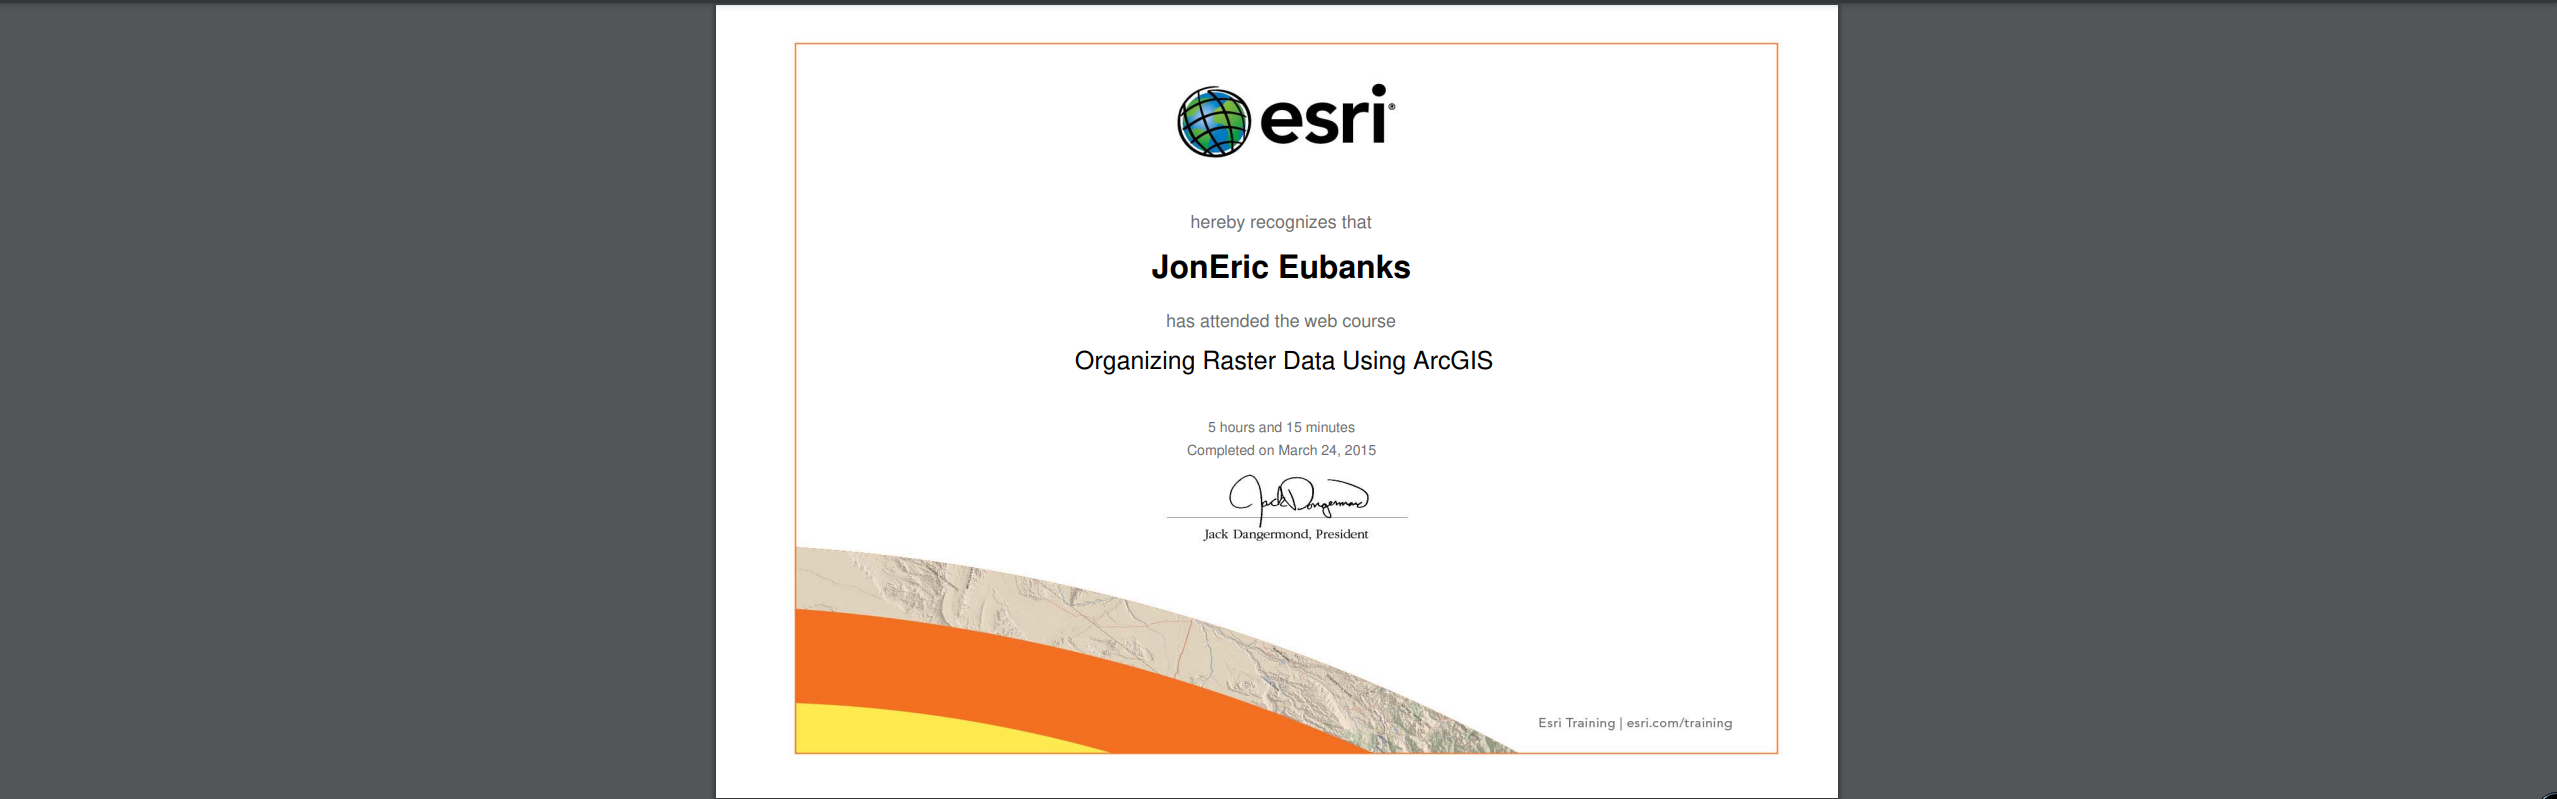 esri®
hereby recognizes that
JonEric Eubanks
has attended the web course
Organizing Raster Data Using ArcGIS
5 hours and 15 minutes
Completed on March 24, 2015
Jack Dangermond
Jack Dangermond, President
Esri Training | esri.com/training